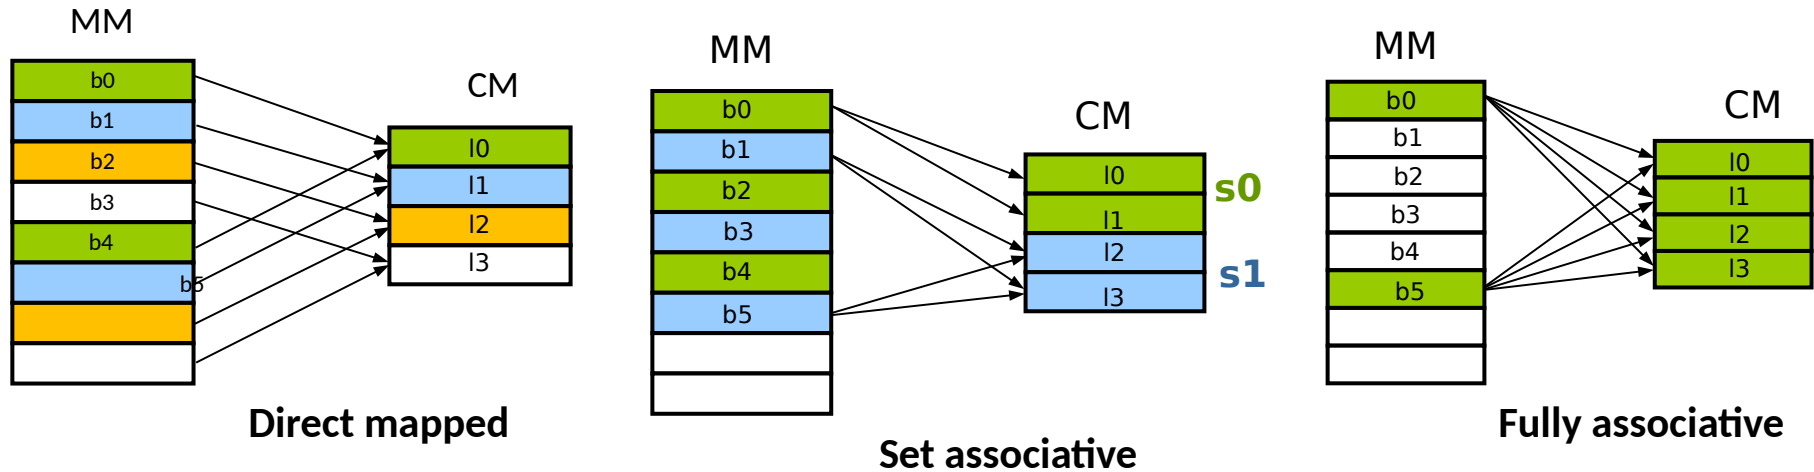 MM
CM
b0
b1
b2
b3
b4
b5
l0
l1
l2
l3
Direct mapped
MM
CM
b0
b1
b2
b3
b4
b5
l0
l1
l2
l3
s0
s1
Set associative
MM
CM
b0
b1
b2
b3
b4
b5
l0
l1
l2
l3
Fully associative